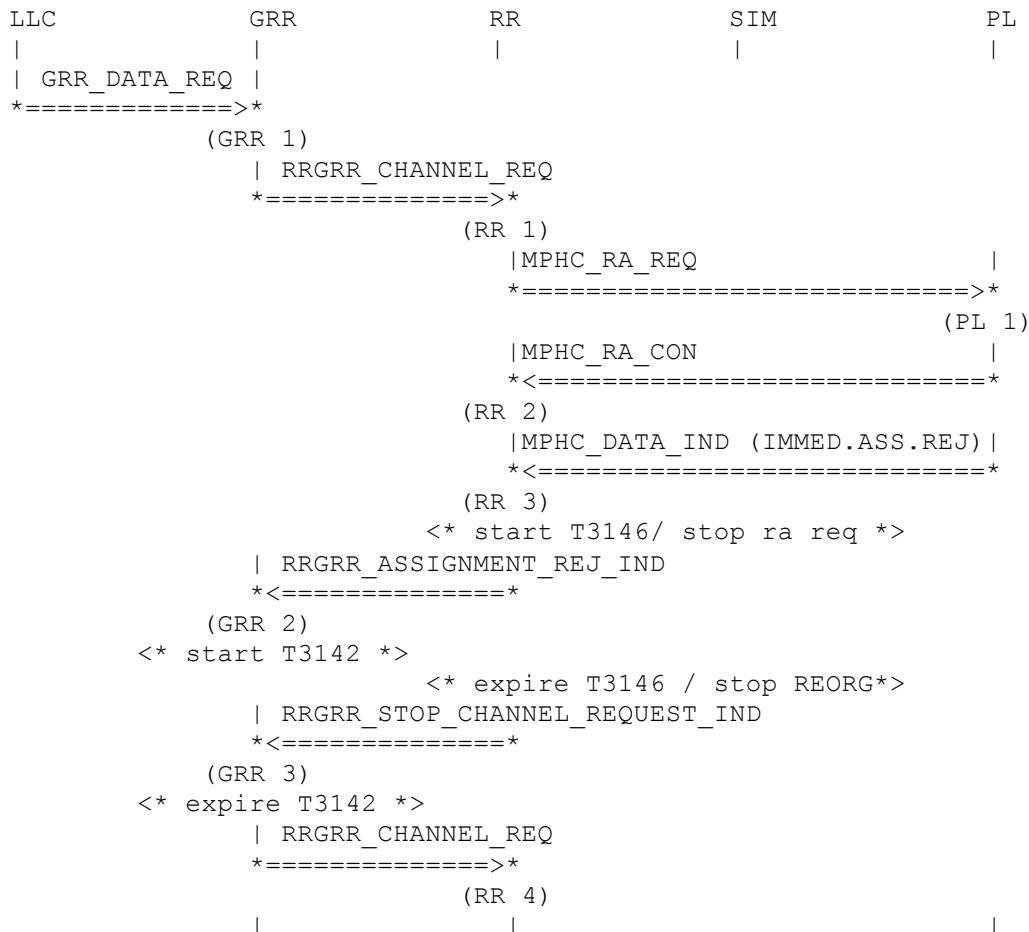 LLC GRR RR SIM PL
| | | | |
| GRR_DATA_REQ |
*=============>*
(GRR 1)
| RRGRR_CHANNEL_REQ
*==============>*
(RR 1)
|MPHC_RA_REQ |
*============================>*
(PL 1)
|MPHC_RA_CON |
*<============================*
(RR 2)
|MPHC_DATA_IND (IMMED.ASS.REJ)|
*<============================*
(RR 3)
<* start T3146/ stop ra req *>
| RRGRR_ASSIGNMENT_REJ_IND
*<==============*
(GRR 2)
<* start T3142 *>
<* expire T3146 / stop REORG*>
| RRGRR_STOP_CHANNEL_REQUEST_IND
*<==============*
(GRR 3)
<* expire T3142 *>
| RRGRR_CHANNEL_REQ
*==============>*
(RR 4)
| | |